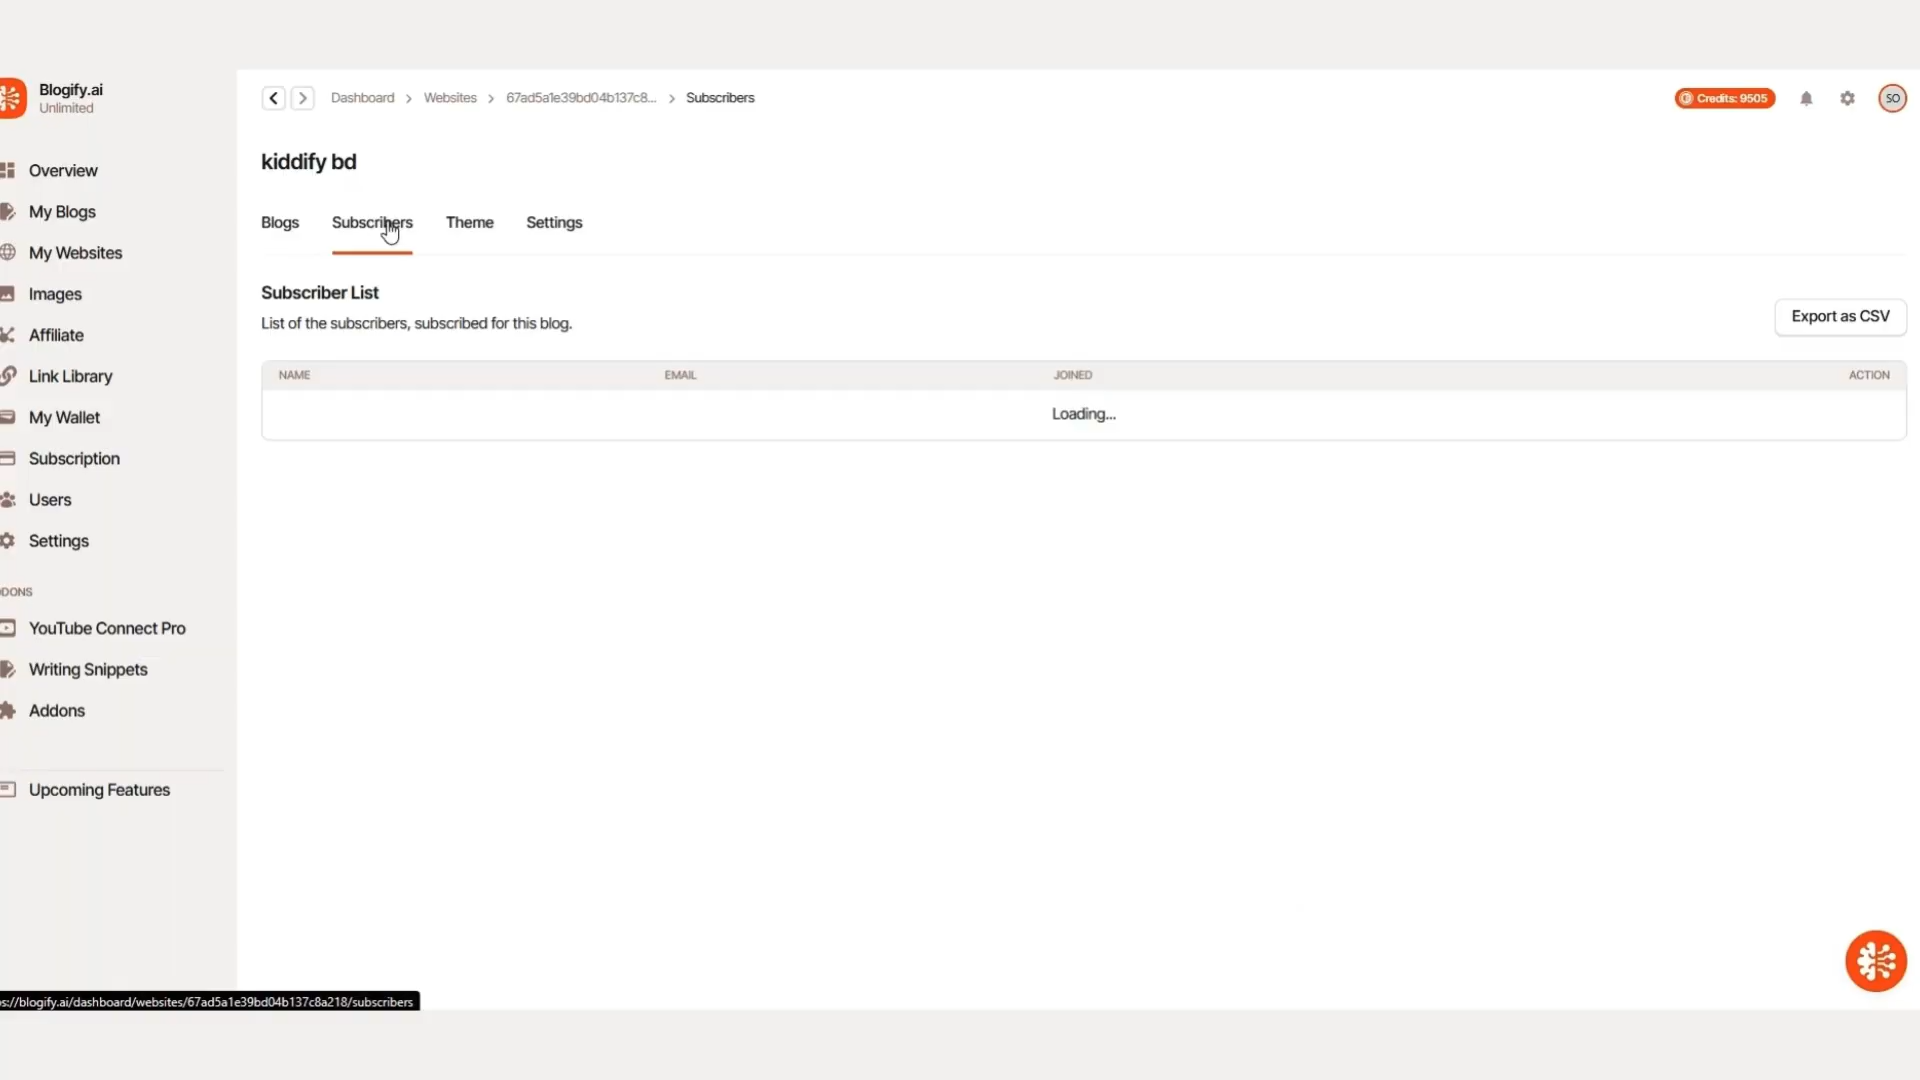 Blogify.ai
Unlimited
Dashboard > Websites > 67ad5a1e39bd04b137c8... > Subscribers
Credits: 9505
SO
kiddify bd
Overview
My Blogs
My Websites
Images
Affiliate
Link Library
My Wallet
Subscription
Users
Settings
DONS
YouTube Connect Pro
Writing Snippets
Addons
Upcoming Features
Blogs
Subscribers
Theme
Settings
Subscriber List
List of the subscribers, subscribed for this blog.
Export as CSV
NAME
EMAIL
JOINED
ACTION
Loading...
s://blogify.ai/dashboard/websites/67ad5a1e39bd04b137c8a218/subscribers